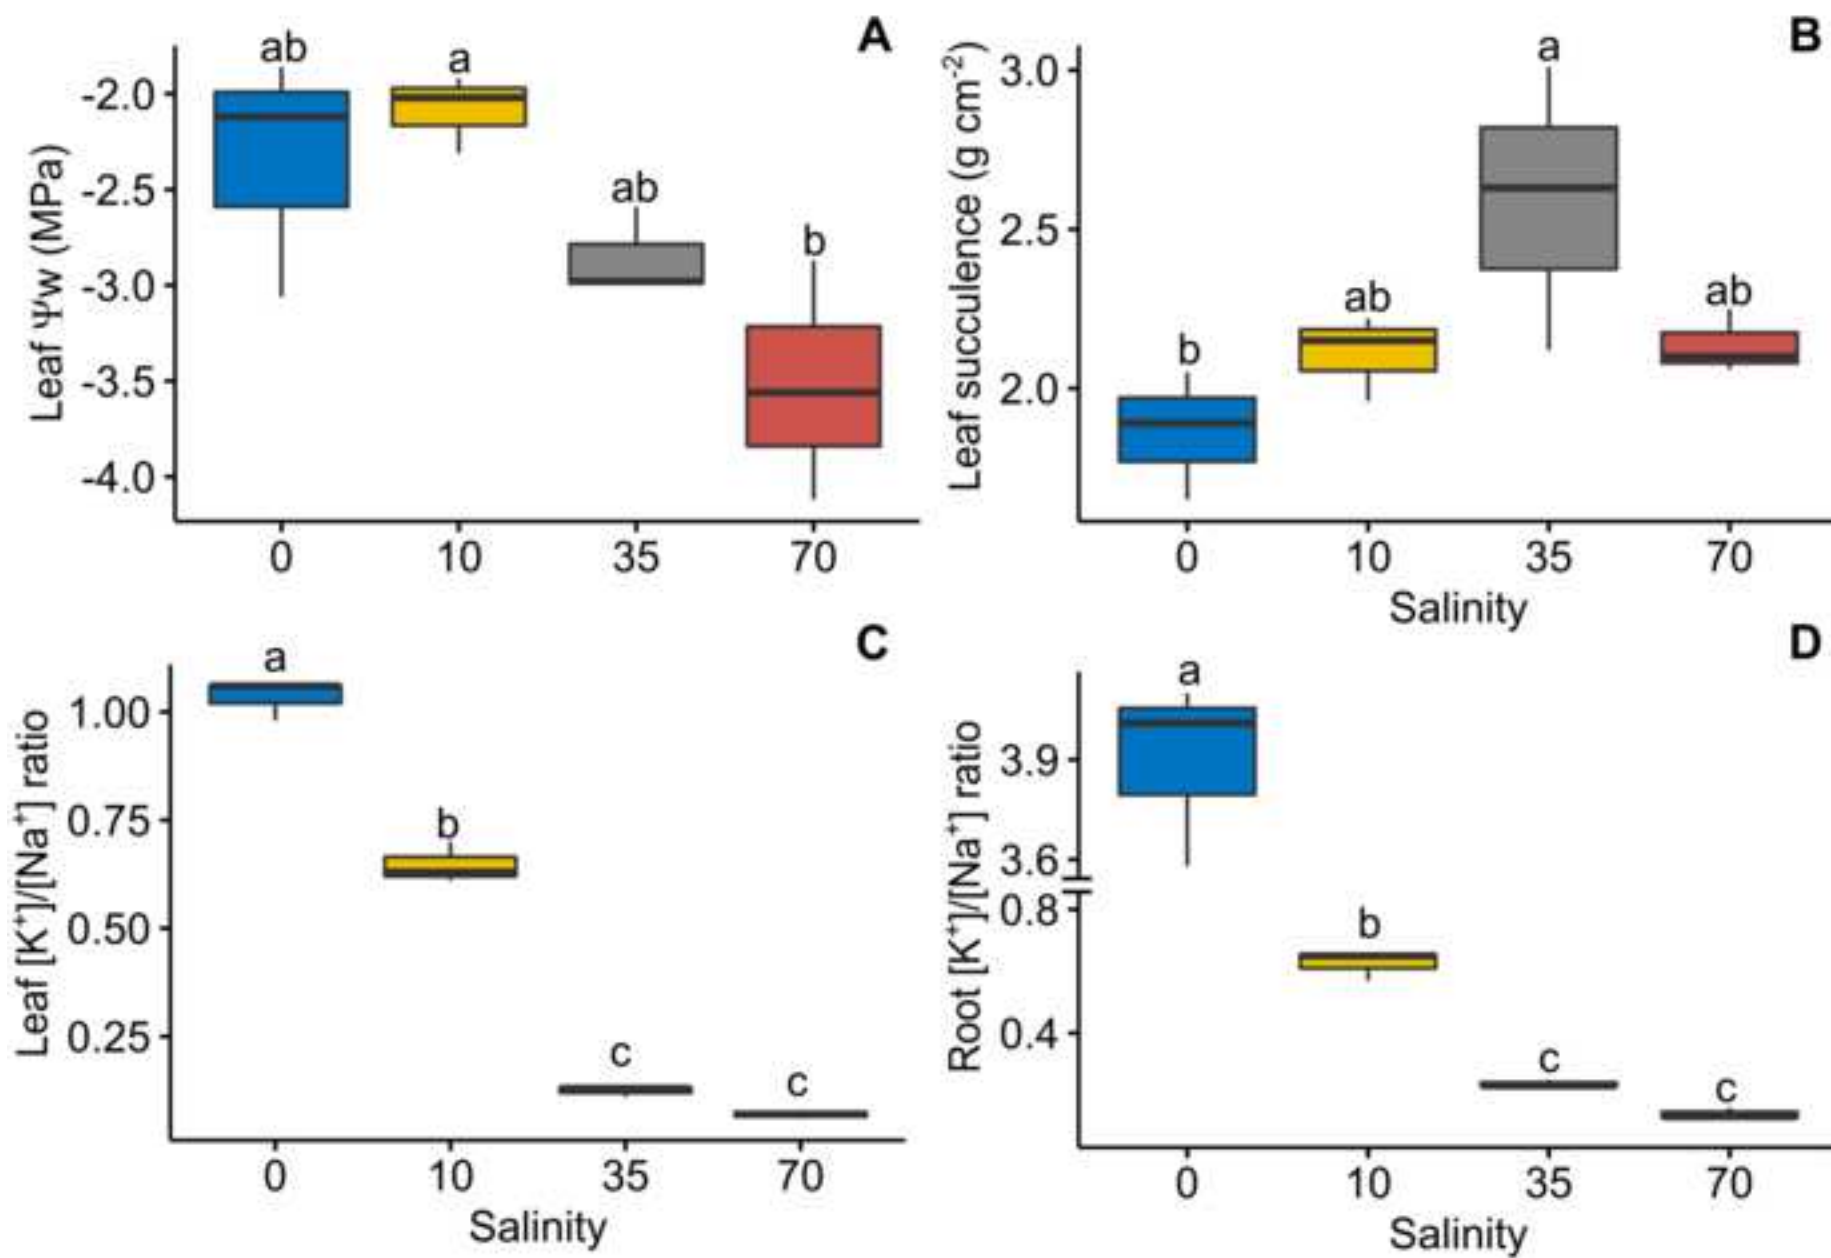 A
ab
a
ab
b
Leaf Ψw (MPa)
-2.0
-2.5
-3.0
-3.5
-4.0
0 10 35 70
B
b
ab
a
ab
Leaf succulence (g cm⁻²)
3.0
2.5
2.0
0 10 35 70
Salinity
C
a
b
c
c
Leaf [K⁺]/[Na⁺] ratio
1.00
0.75
0.50
0.25
0 10 35 70
Salinity
D
a
b
c
c
Root [K⁺]/[Na⁺] ratio
3.9
3.6
0.8
0.4
0 10 35 70
Salinity